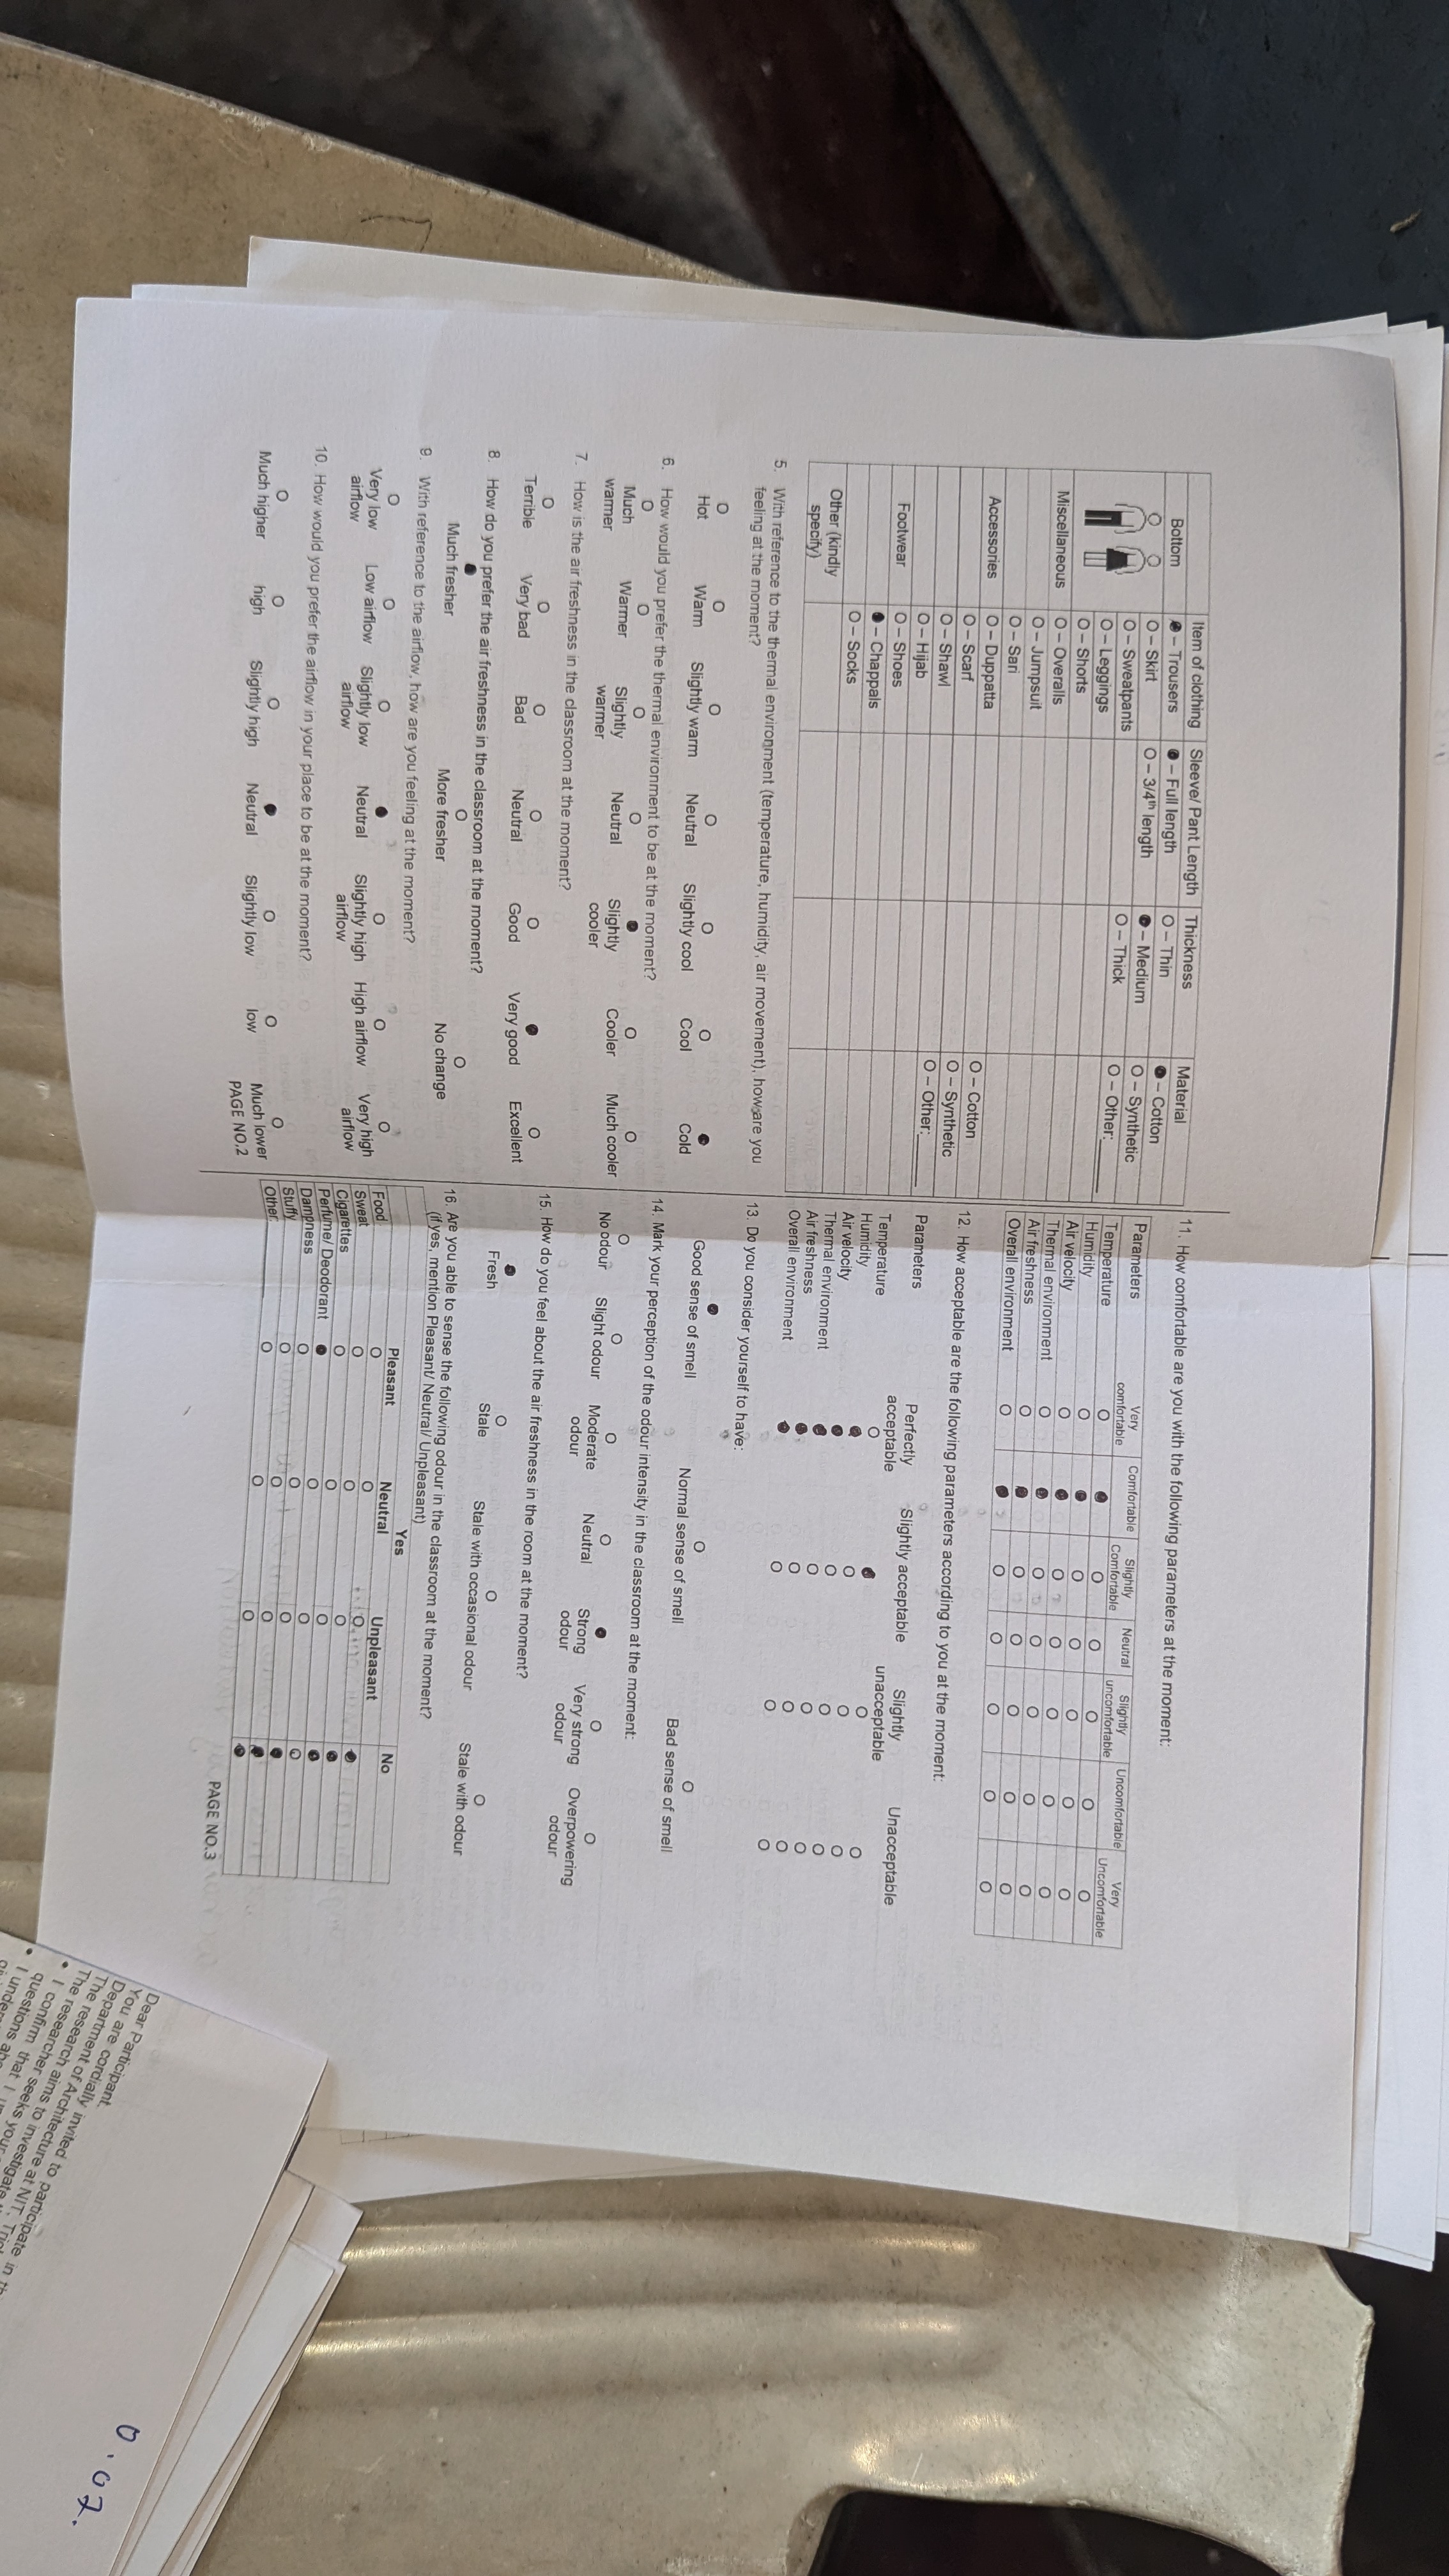 Item of clothing Sleeve/ Pant Length Thickness Material
Bottom ● – Trousers ● – Full length O – Thin ● – Cotton
O – Skirt O – 3/4th length ● – Medium O – Synthetic
O – Sweatpants O – Thick O – Other:______
O – Leggings
O – Shorts
Miscellaneous O – Overalls
O – Jumpsuit
O – Sari
Accessories O – Duppatta
O – Scarf O – Cotton
O – Shawl O – Synthetic
O – Hijab O – Other:______
Footwear O – Shoes
● – Chappals
O – Socks
Other (kindly
specify)
5. With reference to the thermal environment (temperature, humidity, air movement), how are you
feeling at the moment?
O O O O O O ●
Hot Warm Slightly warm Neutral Slightly cool Cool Cold
6. How would you prefer the thermal environment to be at the moment?
O O O O ● O O
Much Warmer Slightly Neutral Slightly Cooler Much cooler
warmer warmer cooler
7. How is the air freshness in the classroom at the moment?
O O O O O ● O
Terrible Very bad Bad Neutral Good Very good Excellent
8. How do you prefer the air freshness in the classroom at the moment?
● O O
Much fresher More fresher No change
9. With reference to the airflow, how are you feeling at the moment?
O O O ● O O O
Very low Low airflow Slightly low Neutral Slightly high High airflow Very high
airflow airflow airflow airflow
10. How would you prefer the airflow in your place to be at the moment?
O O O ● O O O
Much higher high Slightly high Neutral Slightly low low Much lower
PAGE NO.2
11. How comfortable are you with the following parameters at the moment:
Parameters Very Comfortable Slightly Neutral Slightly Uncomfortable Very
comfortable Comfortable uncomfortable Uncomfortable
Temperature O ● O O O O O
Humidity O ● O O O O O
Air velocity O ● O O O O O
Thermal environment O ● O O O O O
Air freshness O ● O O O O O
Overall environment O ● O O O O O
12. How acceptable are the following parameters according to you at the moment:
Parameters Perfectly Slightly acceptable Slightly Unacceptable
acceptable unacceptable
Temperature O ● O O
Humidity ● O O O
Air velocity ● O O O
Thermal environment ● O O O
Air freshness ● O O O
Overall environment ● O O O
13. Do you consider yourself to have:
● O O
Good sense of smell Normal sense of smell Bad sense of smell
14. Mark your perception of the odour intensity in the classroom at the moment:
O O O O ● O O
No odour Slight odour Moderate Neutral Strong Very strong Overpowering
odour odour odour odour
15. How do you feel about the air freshness in the room at the moment?
● O O O
Fresh Stale Stale with occasional odour Stale with odour
16. Are you able to sense the following odour in the classroom at the moment?
(if yes, mention Pleasant/ Neutral/ Unpleasant)
Yes No
Pleasant Neutral Unpleasant
Food O O O ●
Sweat O O O ●
Cigarettes O O O ●
Perfume/ Deodorant ● O O O
Dampness O O O ●
Stuffy O O O ●
Other:__________ O O O ●
PAGE NO.3
0.07.
Dear Participant.
You are cordially invited to participate in
Department of Architecture at NIT,
The research aims to investigate
The researcher seeks your
• I confirm that I
questions
• I